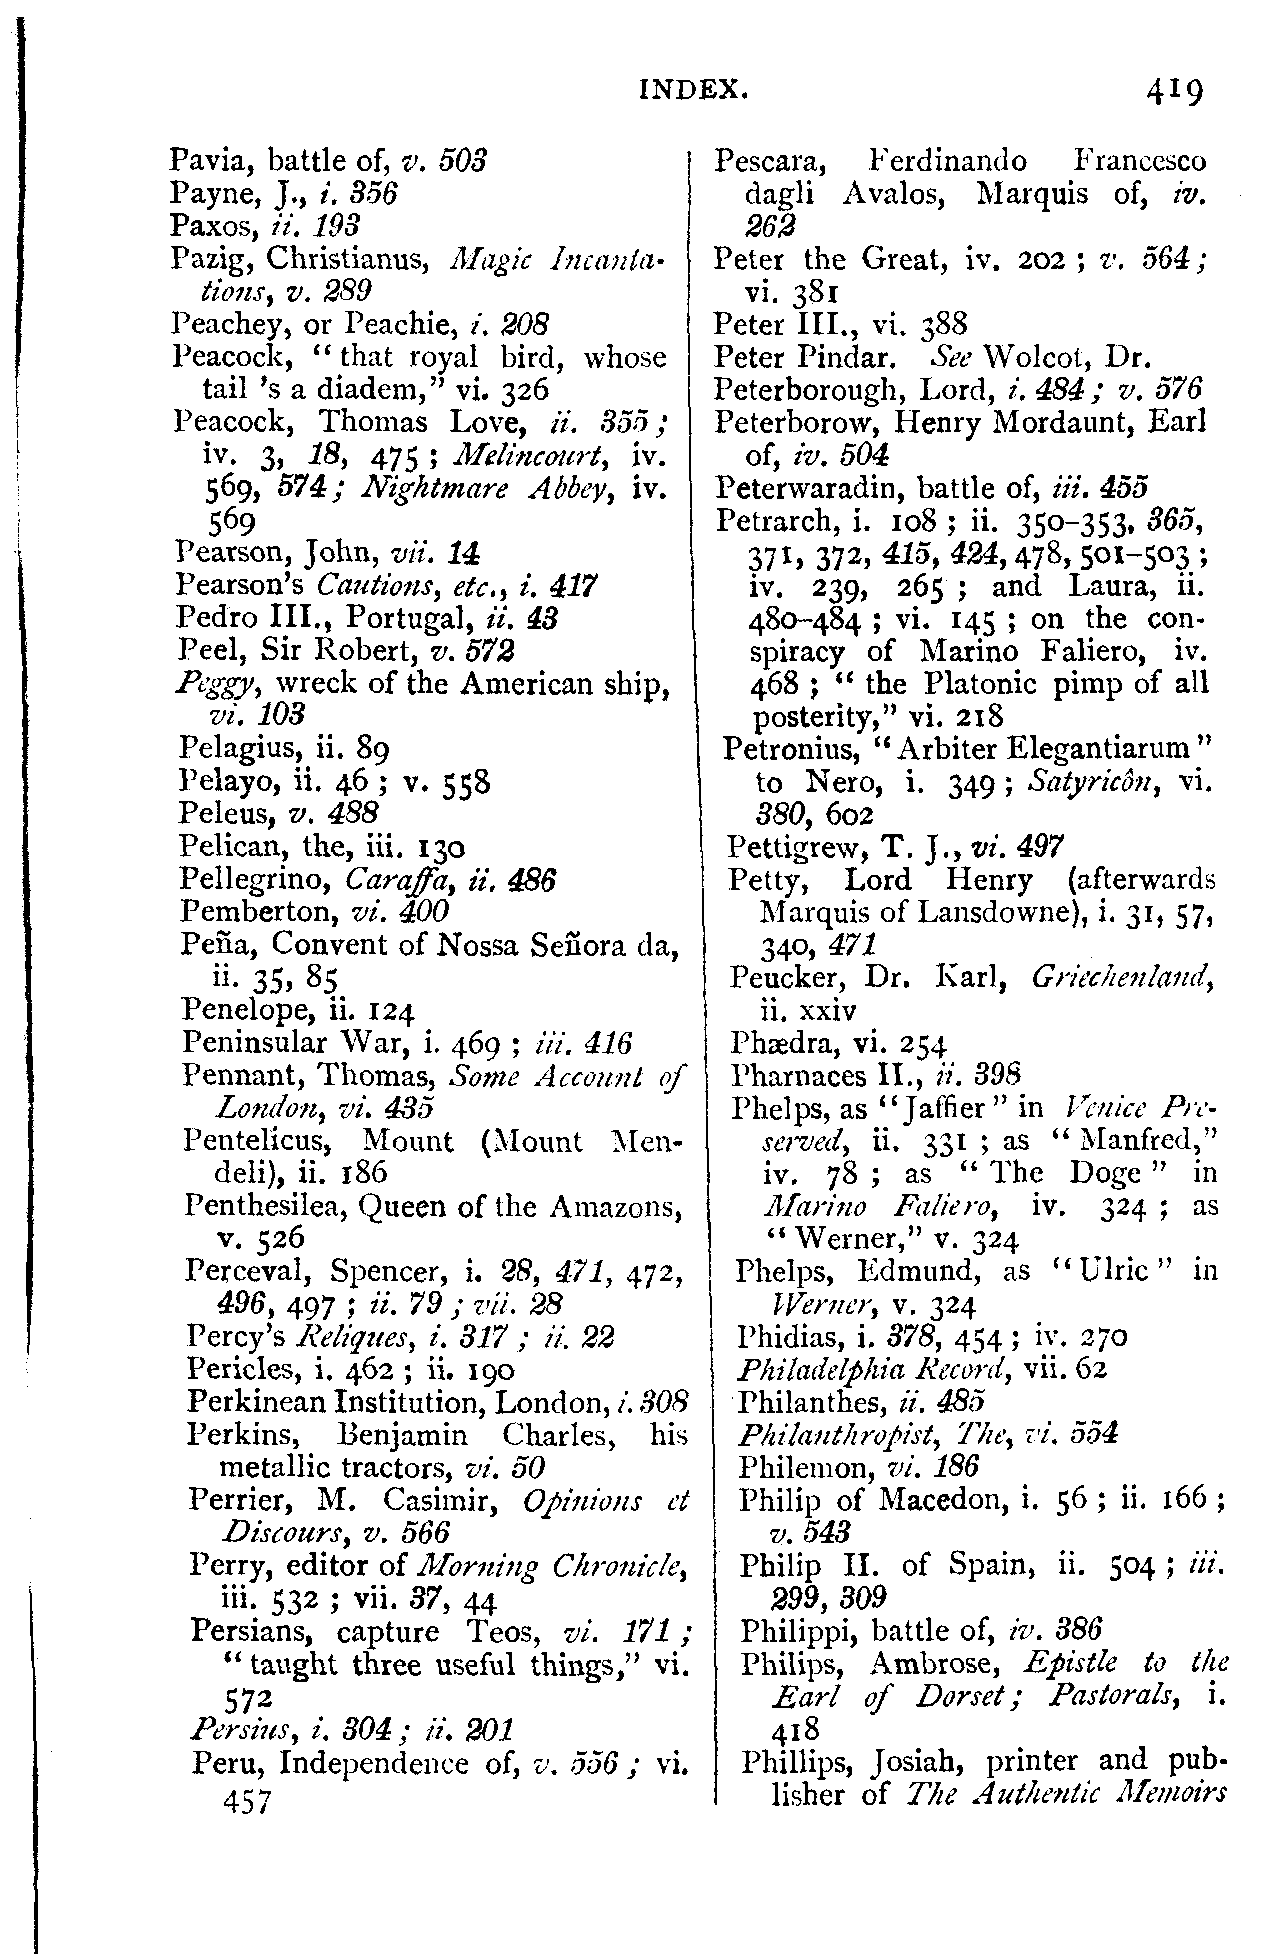 INDEX. 419
Pavia, battle of, v. 503
Payne, J., i. 356
Paxos, ii. 193
Pazig, Christianus, Magic Incanta-
tions, v. 289
Peachey, or Peachie, i. 208
Peacock, “ that royal bird, whose
tail 's a diadem,” vi. 326
Peacock, Thomas Love, ii. 355 ;
iv. 3, 18, 475 ; Melincourt, iv.
569, 574 ; Nightmare Abbey, iv.
569
Pearson, John, vii. 14
Pearson's Cautions, etc., i. 417
Pedro III., Portugal, ii. 43
Peel, Sir Robert, v. 572
Peggy, wreck of the American ship,
vi. 103
Pelagius, ii. 89
Pelayo, ii. 46 ; v. 558
Peleus, v. 488
Pelican, the, iii. 130
Pellegrino, Caraffa, ii. 486
Pemberton, vi. 400
Peña, Convent of Nossa Señora da,
ii. 35, 85
Penelope, ii. 124
Peninsular War, i. 469 ; iii. 416
Pennant, Thomas, Some Account of
London, vi. 435
Pentelicus, Mount (Mount Men-
deli), ii. 186
Penthesilea, Queen of the Amazons,
v. 526
Perceval, Spencer, i. 28, 471, 472,
496, 497 ; ii. 79 ; vii. 28
Percy's Reliques, i. 317 ; ii. 22
Pericles, i. 462 ; ii. 190
Perkinean Institution, London, i. 308
Perkins, Benjamin Charles, his
metallic tractors, vi. 50
Perrier, M. Casimir, Opinions et
Discours, v. 566
Perry, editor of Morning Chronicle,
iii. 532 ; vii. 37, 44
Persians, capture Teos, vi. 171 ;
“ taught three useful things,” vi.
572
Persius, i. 304 ; ii. 201
Peru, Independence of, v. 556 ; vi.
457
Pescara, Ferdinando Francesco
dagli Avalos, Marquis of, iv.
262
Peter the Great, iv. 202 ; v. 564 ;
vi. 381
Peter III., vi. 388
Peter Pindar. See Wolcot, Dr.
Peterborough, Lord, i. 484 ; v. 576
Peterborow, Henry Mordaunt, Earl
of, iv. 504
Peterwaradin, battle of, iii. 455
Petrarch, i. 108 ; ii. 350–353, 365,
371, 372, 415, 424, 478, 501–503 ;
iv. 239, 265 ; and Laura, ii.
480–484 ; vi. 145 ; on the con-
spiracy of Marino Faliero, iv.
468 ; “ the Platonic pimp of all
posterity,” vi. 218
Petronius, “ Arbiter Elegantiarum ”
to Nero, i. 349 ; Satyricôn, vi.
380, 602
Pettigrew, T. J., vi. 497
Petty, Lord Henry (afterwards
Marquis of Lansdowne), i. 31, 57,
340, 471
Peucker, Dr. Karl, Griechenland,
ii. xxiv
Phædra, vi. 254
Pharnaces II., ii. 398
Phelps, as “Jaffier” in Venice Pre-
served, ii. 331 ; as “ Manfred,”
iv. 78 ; as “ The Doge ” in
Marino Faliero, iv. 324 ; as
“ Werner,” v. 324
Phelps, Edmund, as “Ulric” in
Werner, v. 324
Phidias, i. 378, 454 ; iv. 270
Philadelphia Record, vii. 62
Philanthes, ii. 485
Philanthropist, The, vi. 554
Philemon, vi. 186
Philip of Macedon, i. 56 ; ii. 166 ;
v. 543
Philip II. of Spain, ii. 504 ; iii.
299, 309
Philippi, battle of, iv. 386
Philips, Ambrose, Epistle to the
Earl of Dorset ; Pastorals, i.
418
Phillips, Josiah, printer and pub-
lisher of The Authentic Memoirs